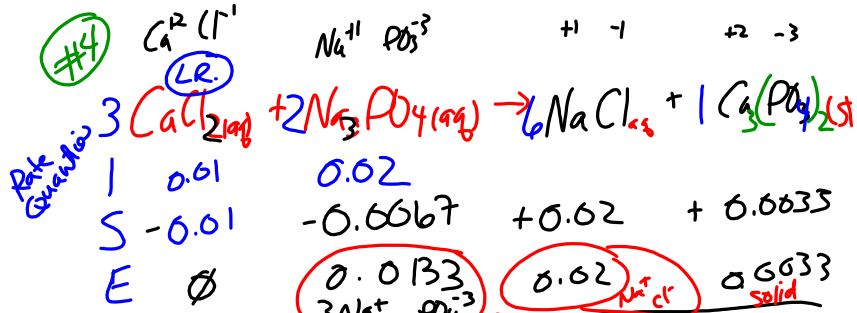 #4 Ca+2 Cl-1 Na+1 PO3-3 +1 -1 +2 -3
L.R.
3 CaCl2(aq) + 2Na3PO4(aq) → 6NaClaq + 1 Ca3(PO4)2(s)
Rate Quantities
I 0.01 0.02
S -0.01 -0.0067 +0.02 + 0.0033
E Ø 0.0133 0.02 Na+ Cl- 0.0033 solid
3Na+ PO4-3